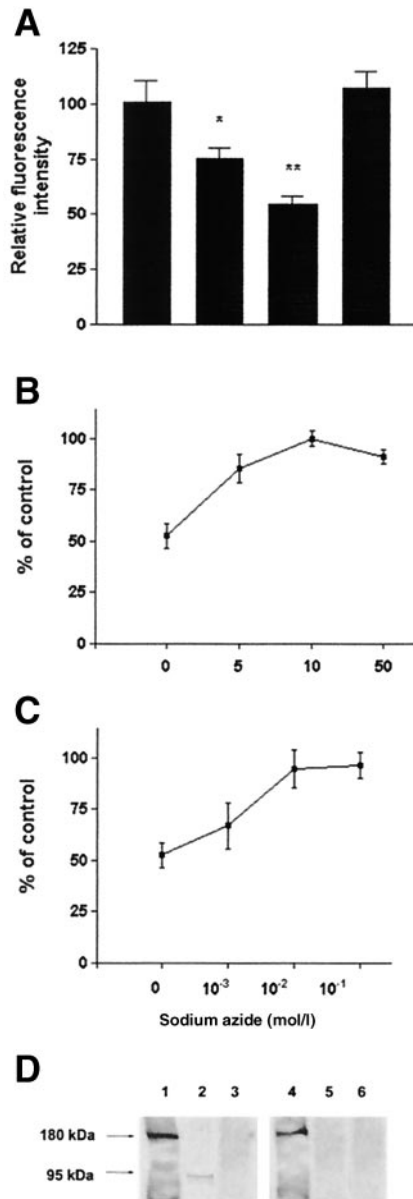 A
Relative fluorescence
intensity
125
100
75
50
25
0
*
**
B
% of control
100
75
50
25
0
0 5 10 50
C
% of control
100
75
50
25
0
0 10⁻³ 10⁻² 10⁻¹
Sodium azide (mol/l)
D
1 2 3 4 5 6
180 kDa
95 kDa